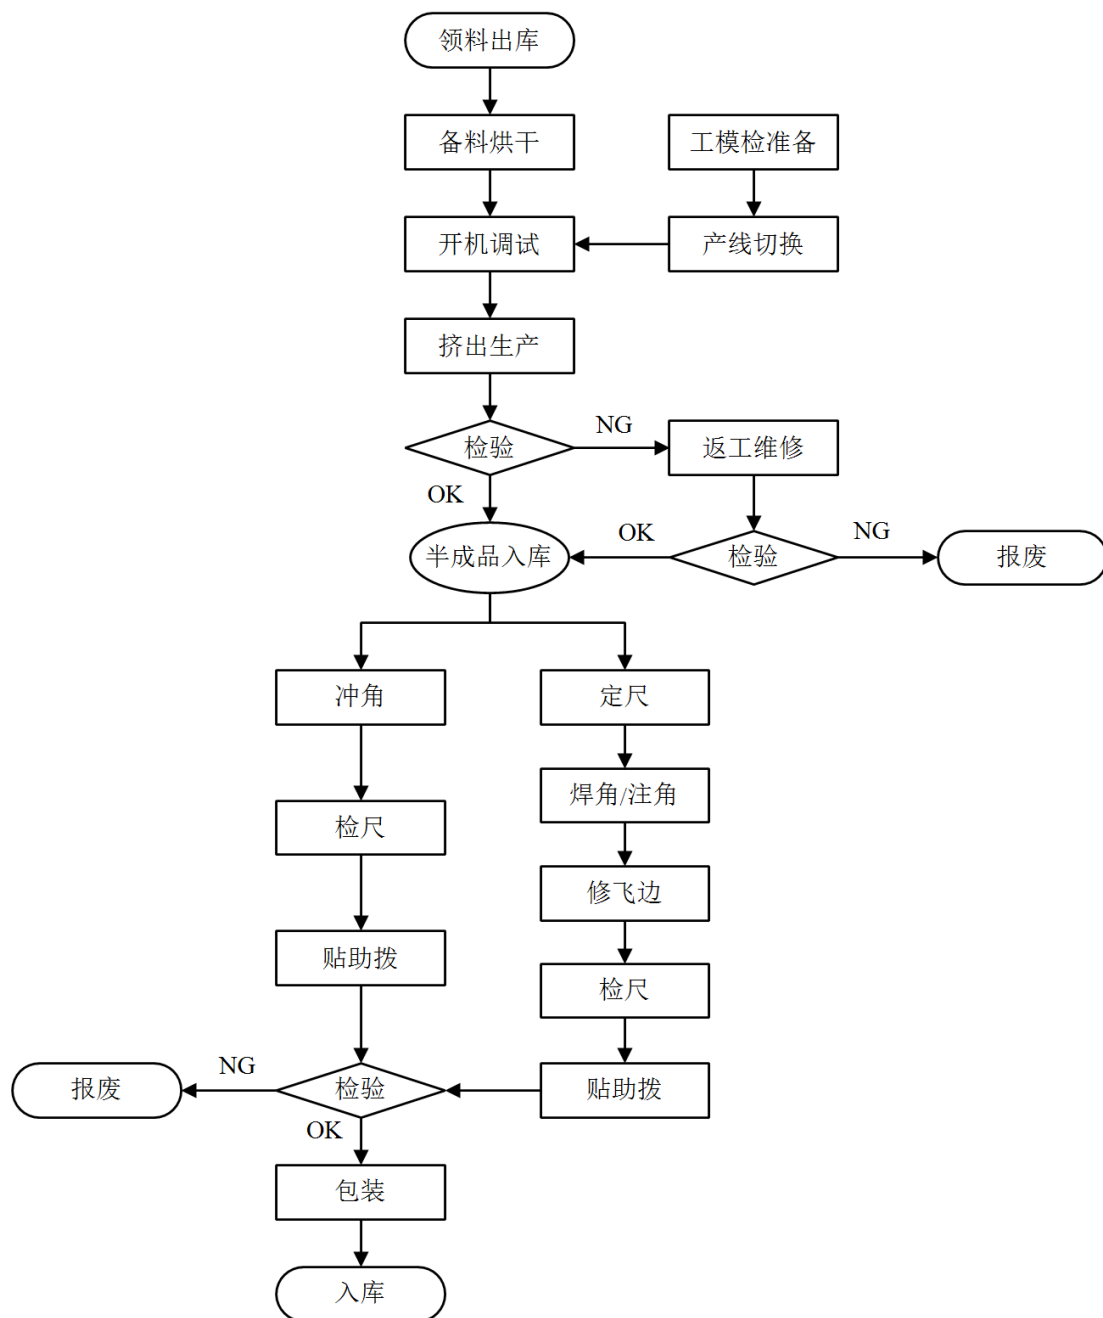 领料出库
备料烘干
工模检准备
开机调试
产线切换
挤出生产
检验
NG
返工维修
OK
半成品入库
OK
检验
NG
报废
冲角
定尺
焊角/注角
检尺
修飞边
贴助拨
检尺
报废
NG
检验
贴助拨
OK
包装
入库